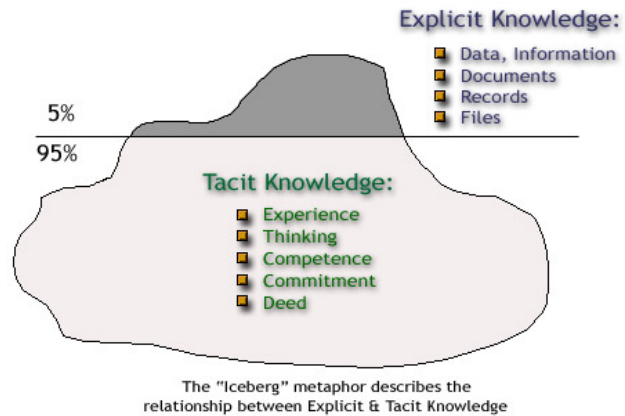 Explicit Knowledge:
Data, Information
Documents
Records
Files
5%
95%
Tacit Knowledge:
Experience
Thinking
Competence
Commitment
Deed
The "Iceberg" metaphor describes the
relationship between Explicit & Tacit Knowledge